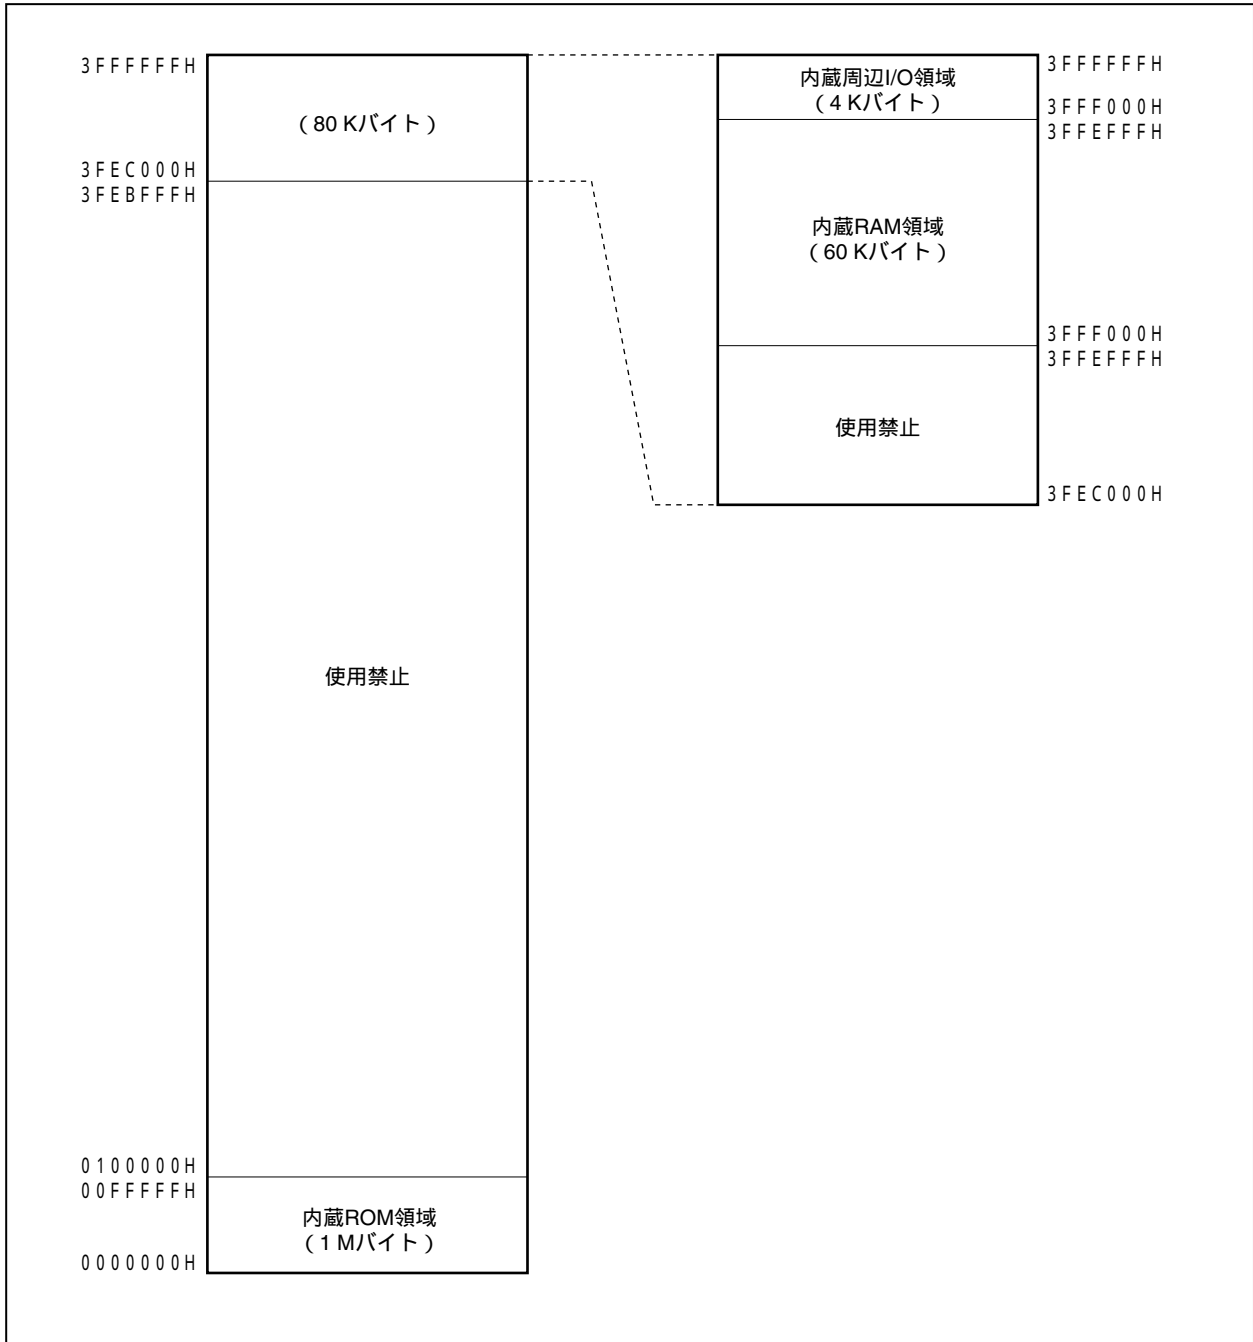 3FFFFFFH
（80 Kバイト）
3FEC000H
3FEBFFFH
使用禁止
0100000H
00FFFFFH
内蔵ROM領域
（1 Mバイト）
0000000H
内蔵周辺I/O領域
（4 Kバイト）
3FFFFFFH
3FFF000H
3FFEFFFH
内蔵RAM領域
（60 Kバイト）
3FFF000H
3FFEFFFH
使用禁止
3FEC000H